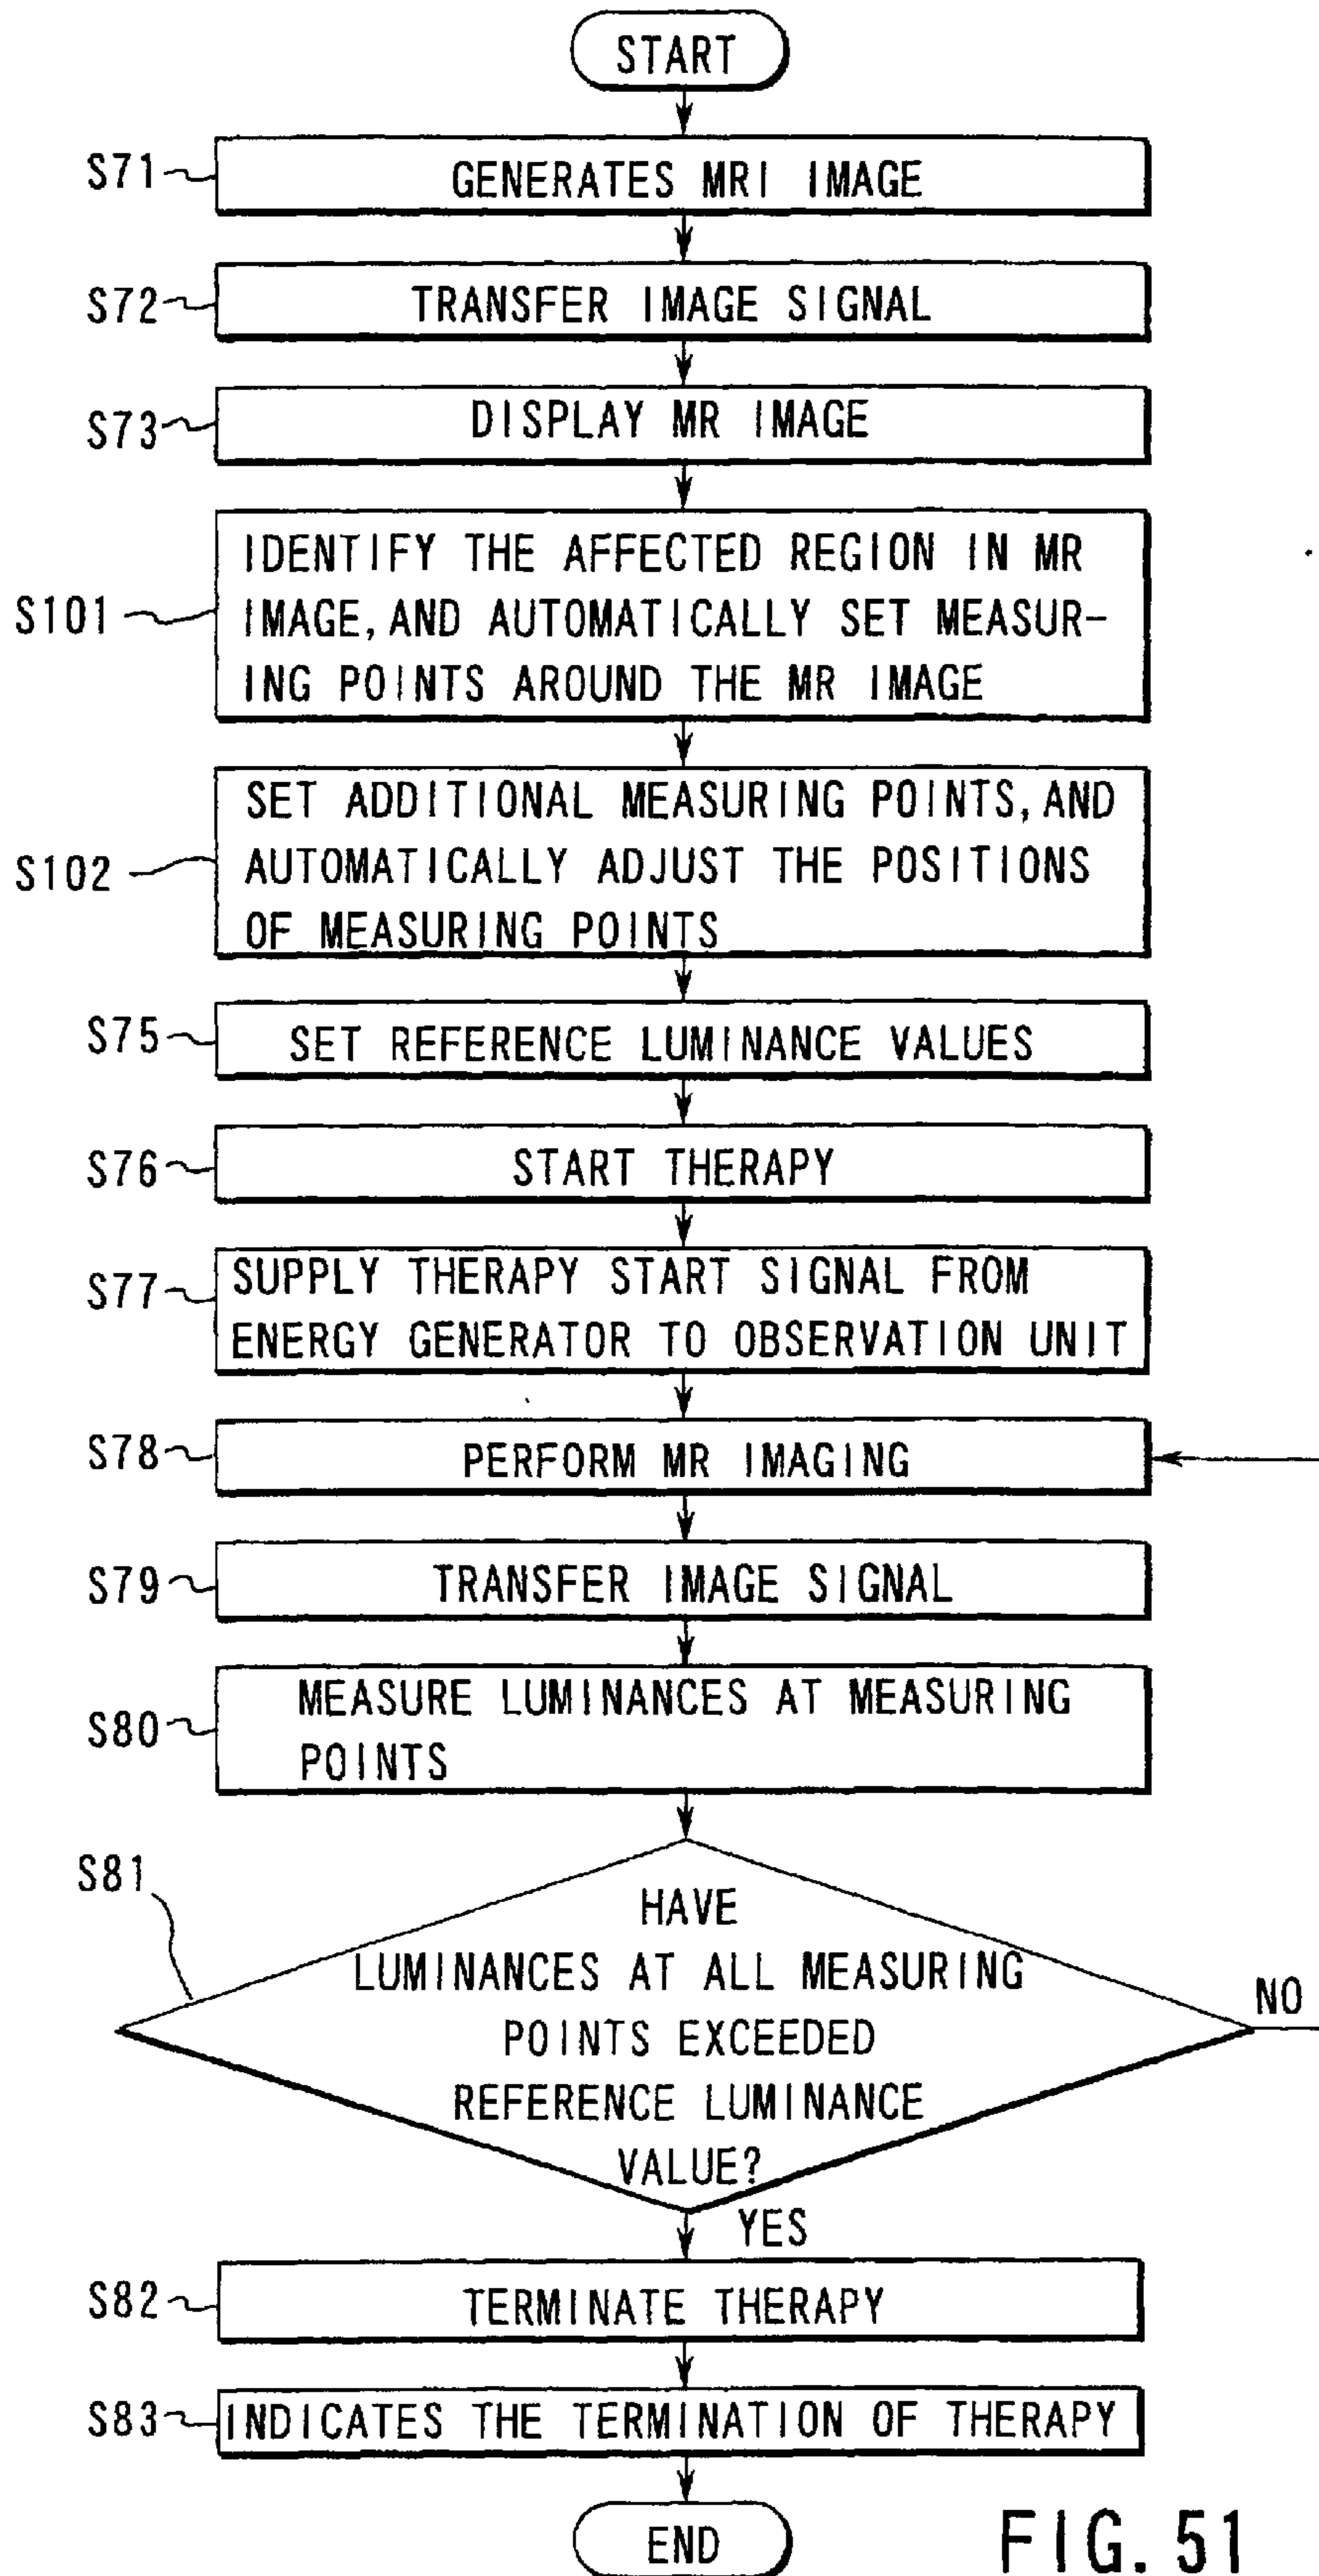 START
S71
GENERATES MRI IMAGE
S72
TRANSFER IMAGE SIGNAL
S73
DISPLAY MR IMAGE
S101
IDENTIFY THE AFFECTED REGION IN MR
IMAGE, AND AUTOMATICALLY SET MEASUR-
ING POINTS AROUND THE MR IMAGE
S102
SET ADDITIONAL MEASURING POINTS, AND
AUTOMATICALLY ADJUST THE POSITIONS
OF MEASURING POINTS
S75
SET REFERENCE LUMINANCE VALUES
S76
START THERAPY
S77
SUPPLY THERAPY START SIGNAL FROM
ENERGY GENERATOR TO OBSERVATION UNIT
S78
PERFORM MR IMAGING
S79
TRANSFER IMAGE SIGNAL
S80
MEASURE LUMINANCES AT MEASURING
POINTS
S81
HAVE
LUMINANCES AT ALL MEASURING
POINTS EXCEEDED
REFERENCE LUMINANCE
VALUE?
NO
YES
S82
TERMINATE THERAPY
S83
INDICATES THE TERMINATION OF THERAPY
END
FIG. 51